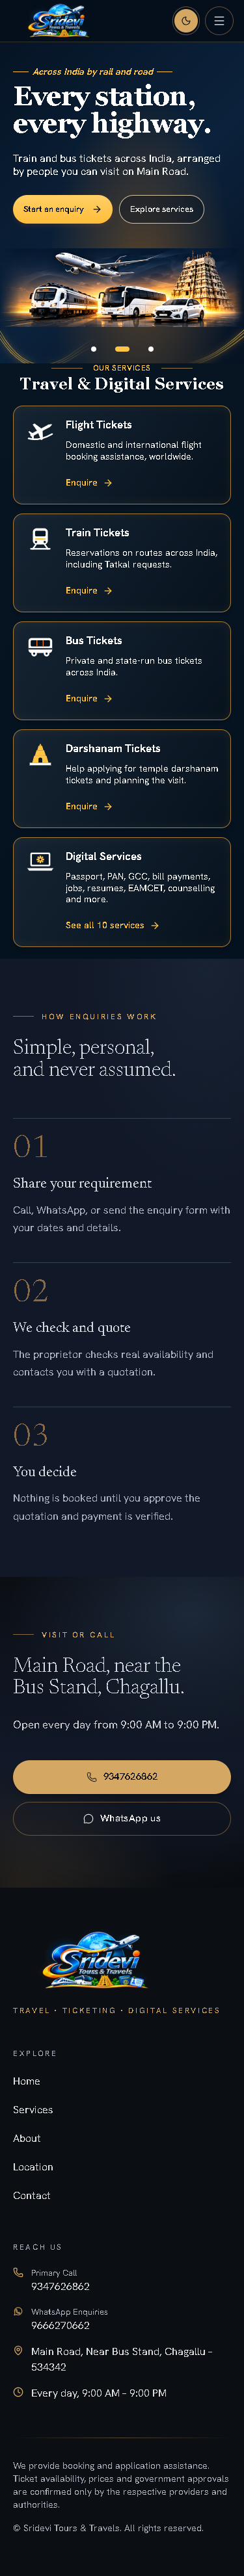 Sridevi
Tours & Travels
Across India by rail and road
Every station,
every highway.
Train and bus tickets across India, arranged
by people you can visit on Main Road.
Start an enquiry →
Explore services
OUR SERVICES
Travel & Digital Services
Flight Tickets
Domestic and international flight
booking assistance, worldwide.
Enquire →
Train Tickets
Reservations on routes across India,
including Tatkal requests.
Enquire →
Bus Tickets
Private and state-run bus tickets
across India.
Enquire →
Darshanam Tickets
Help applying for temple darshanam
tickets and planning the visit.
Enquire →
Digital Services
Passport, PAN, GCC, bill payments,
jobs, resumes, EAMCET, counselling
and more.
See all 10 services →
HOW ENQUIRIES WORK
Simple, personal,
and never assumed.
01
Share your requirement
Call, WhatsApp, or send the enquiry form with
your dates and details.
02
We check and quote
The proprietor checks real availability and
contacts you with a quotation.
03
You decide
Nothing is booked until you approve the
quotation and payment is verified.
VISIT OR CALL
Main Road, near the
Bus Stand, Chagallu.
Open every day from 9:00 AM to 9:00 PM.
9347626862
WhatsApp us
Sridevi
Tours & Travels
TRAVEL • TICKETING • DIGITAL SERVICES
EXPLORE
Home
Services
About
Location
Contact
REACH US
Primary Call
9347626862
WhatsApp Enquiries
9666270662
Main Road, Near Bus Stand, Chagallu –
534342
Every day, 9:00 AM – 9:00 PM
We provide booking and application assistance.
Ticket availability, prices and government approvals
are confirmed only by the respective providers and
authorities.
© Sridevi Tours & Travels. All rights reserved.